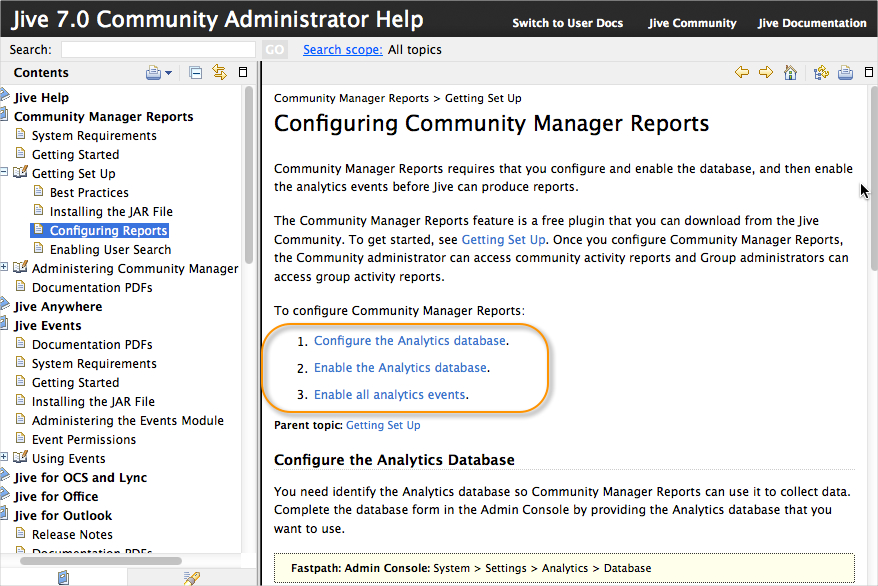 Jive 7.0 Community Administrator Help
Switch to User Docs
Jive Community
Jive Documentation
Search:
GO
Search scope: All topics
Contents
Jive Help
Community Manager Reports
System Requirements
Getting Started
Getting Set Up
Best Practices
Installing the JAR File
Configuring Reports
Enabling User Search
Administering Community Manager
Documentation PDFs
Jive Anywhere
Jive Events
Documentation PDFs
System Requirements
Getting Started
Installing the JAR File
Administering the Events Module
Event Permissions
Using Events
Jive for OCS and Lync
Jive for Office
Jive for Outlook
Release Notes
Documentation PDFs
Community Manager Reports > Getting Set Up
Configuring Community Manager Reports
Community Manager Reports requires that you configure and enable the database, and then enable
the analytics events before Jive can produce reports.
The Community Manager Reports feature is a free plugin that you can download from the Jive
Community. To get started, see Getting Set Up. Once you configure Community Manager Reports,
the Community administrator can access community activity reports and Group administrators can
access group activity reports.
To configure Community Manager Reports:
1. Configure the Analytics database.
2. Enable the Analytics database.
3. Enable all analytics events.
Parent topic: Getting Set Up
Configure the Analytics Database
You need identify the Analytics database so Community Manager Reports can use it to collect data.
Complete the database form in the Admin Console by providing the Analytics database that you
want to use.
Fastpath: Admin Console: System > Settings > Analytics > Database